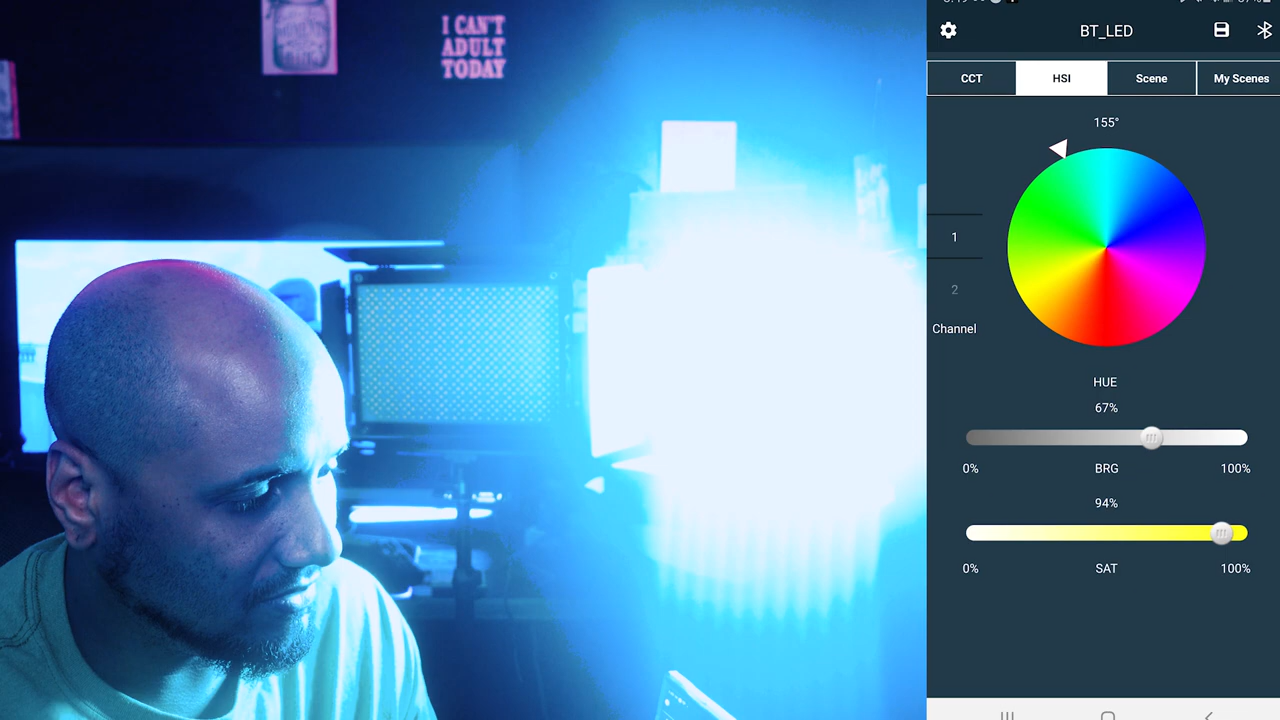 I CAN'T
ADULT
TODAY
BT_LED
CCT
HSI
Scene
My Scenes
155°
1
2
Channel
HUE
67%
0%
BRG
100%
94%
0%
SAT
100%